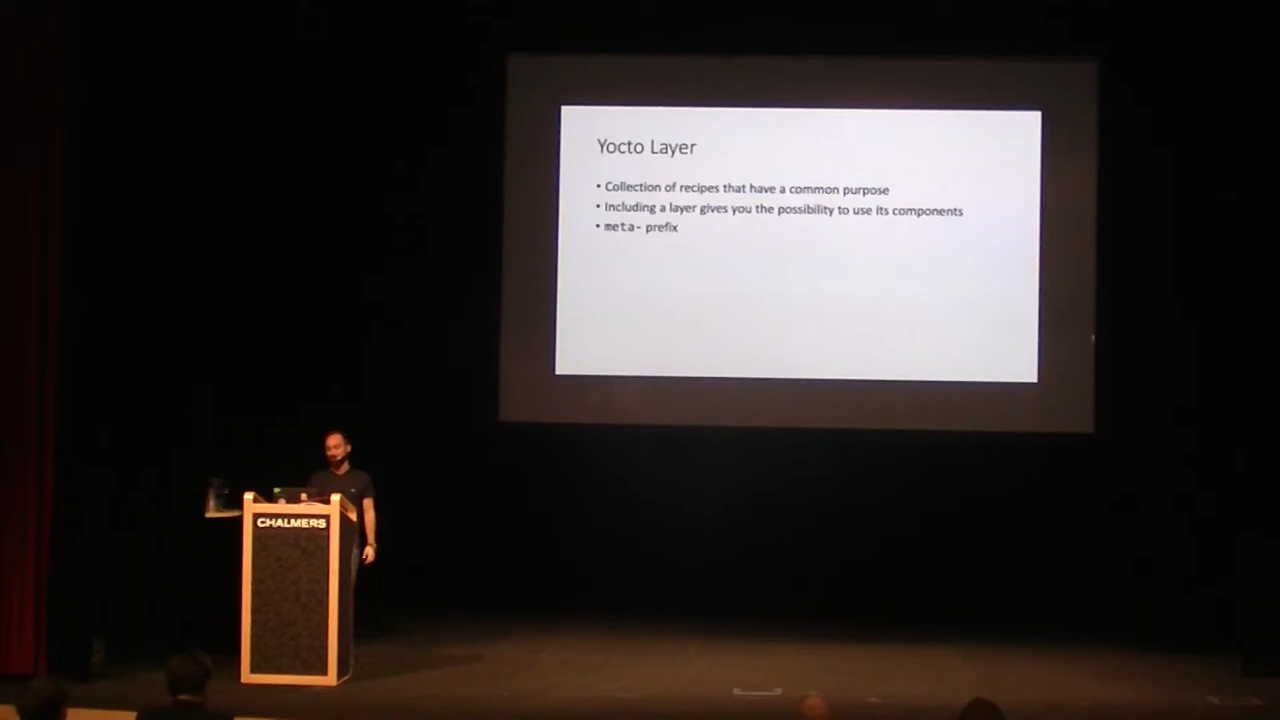 Yocto Layer
• Collection of recipes that have a common purpose
• Including a layer gives you the possibility to use its components
• meta- prefix
CHALMERS